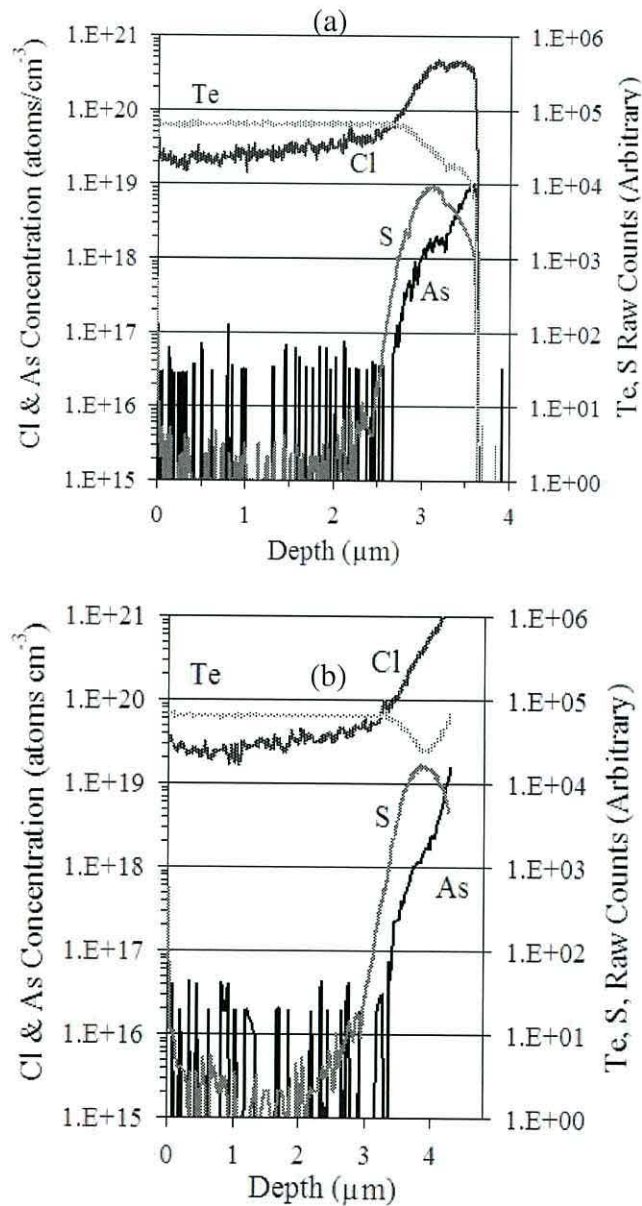 (a)
1.E+21
1.E+20
1.E+19
1.E+18
1.E+17
1.E+16
1.E+15
Cl & As Concentration (atoms/cm-3)
1.E+06
1.E+05
1.E+04
1.E+03
1.E+02
1.E+01
1.E+00
Te, S Raw Counts (Arbitrary)
Te
Cl
S
As
0 1 2 3 4
Depth (µm)
(b)
1.E+21
1.E+20
1.E+19
1.E+18
1.E+17
1.E+16
1.E+15
Cl & As Concentration (atoms cm-3)
1.E+06
1.E+05
1.E+04
1.E+03
1.E+02
1.E+01
1.E+00
Te, S, Raw Counts (Arbitrary)
Te
Cl
S
As
0 1 2 3 4
Depth (µm)